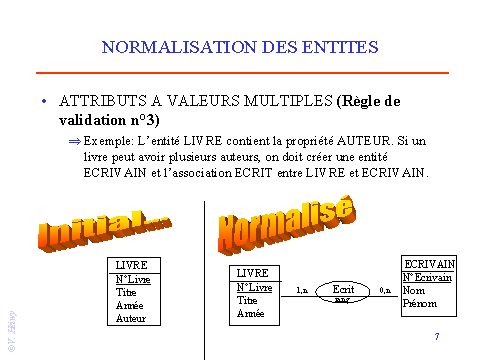 NORMALISATION DES ENTITES
• ATTRIBUTS A VALEURS MULTIPLES (Règle de
validation n°3)
⇒ Exemple: L'entité LIVRE contient la propriété AUTEUR. Si un
livre peut avoir plusieurs auteurs, on doit créer une entité
ECRIVAIN et l'association ECRIT entre LIVRE et ECRIVAIN.
Initial...
Normalisé
LIVRE
N°Livre
Titre
Année
Auteur
LIVRE
N°Livre
Titre
Année
1,n
Ecrit
rang
0,n
ECRIVAIN
N°Ecrivain
Nom
Prénom
7